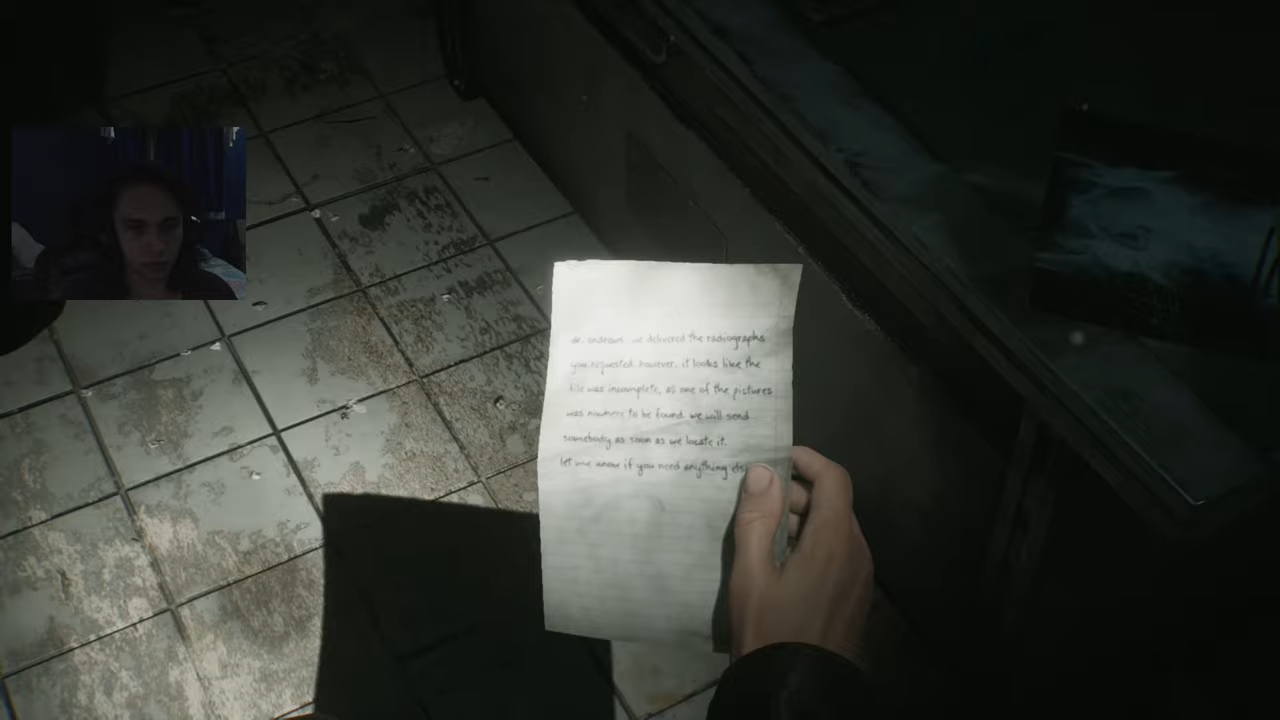 dr. andrews. we delivered the radiographs
you requested. however, it looks like the
file was incomplete, as one of the pictures
was nowhere to be found. we will send
somebody as soon as we locate it.
let me know if you need anything